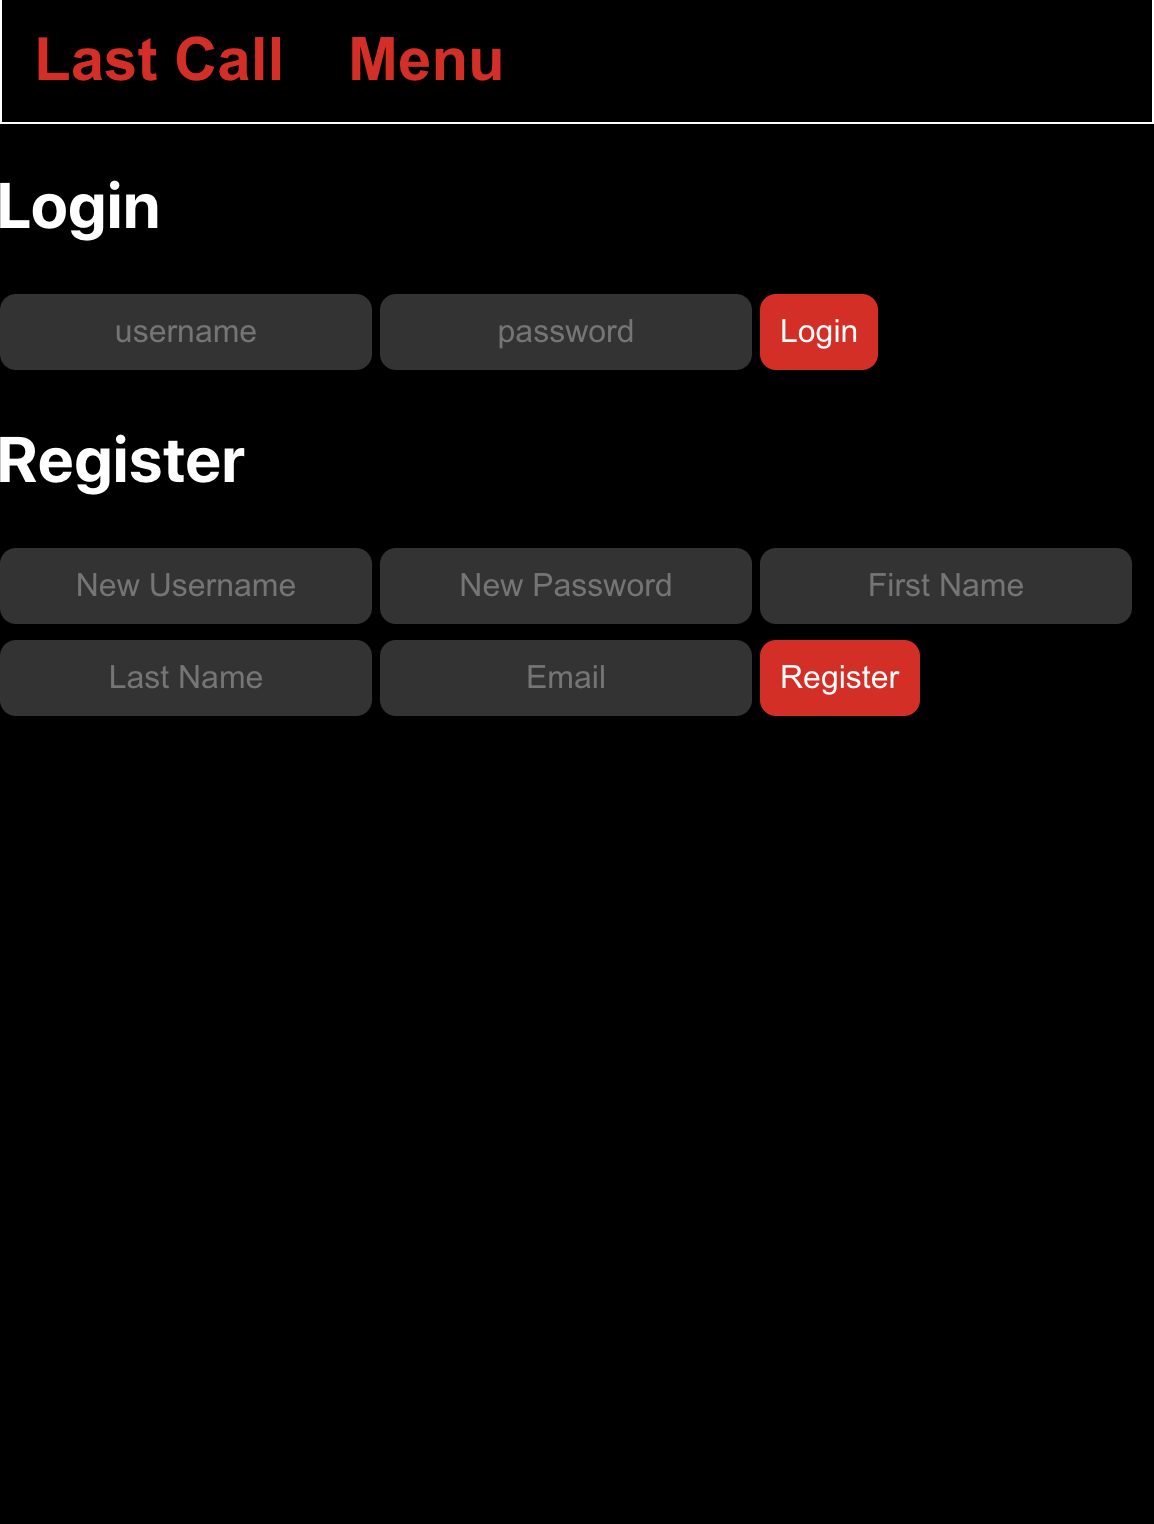 Last Call Menu
Login
username password Login
Register
New Username New Password First Name
Last Name Email Register